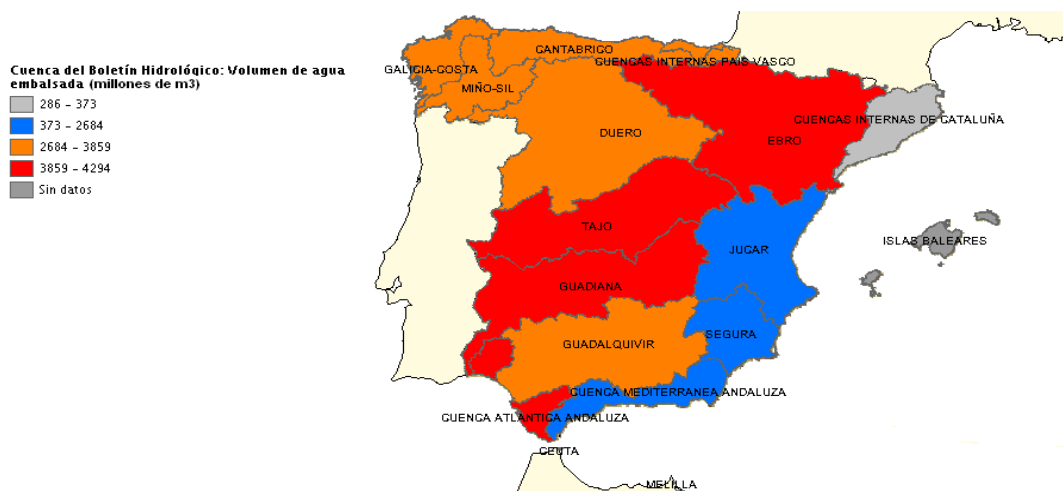 Cuenca del Boletín Hidrológico: Volumen de agua
embalsada (millones de m3)
286 - 373
373 - 2684
2684 - 3859
3859 - 4294
Sin datos
CANTABRICO
GALICIA-COSTA
CUENCAS INTERNAS PAIS VASCO
MIÑO-SIL
CUENCAS INTERNAS DE CATALUÑA
DUERO
EBRO
TAJO
ISLAS BALEARES
JUCAR
GUADIANA
SEGURA
GUADALQUIVIR
CUENCA MEDITERRANEA ANDALUZA
CUENCA ATLANTICA ANDALUZA
CEUTA
MELILLA